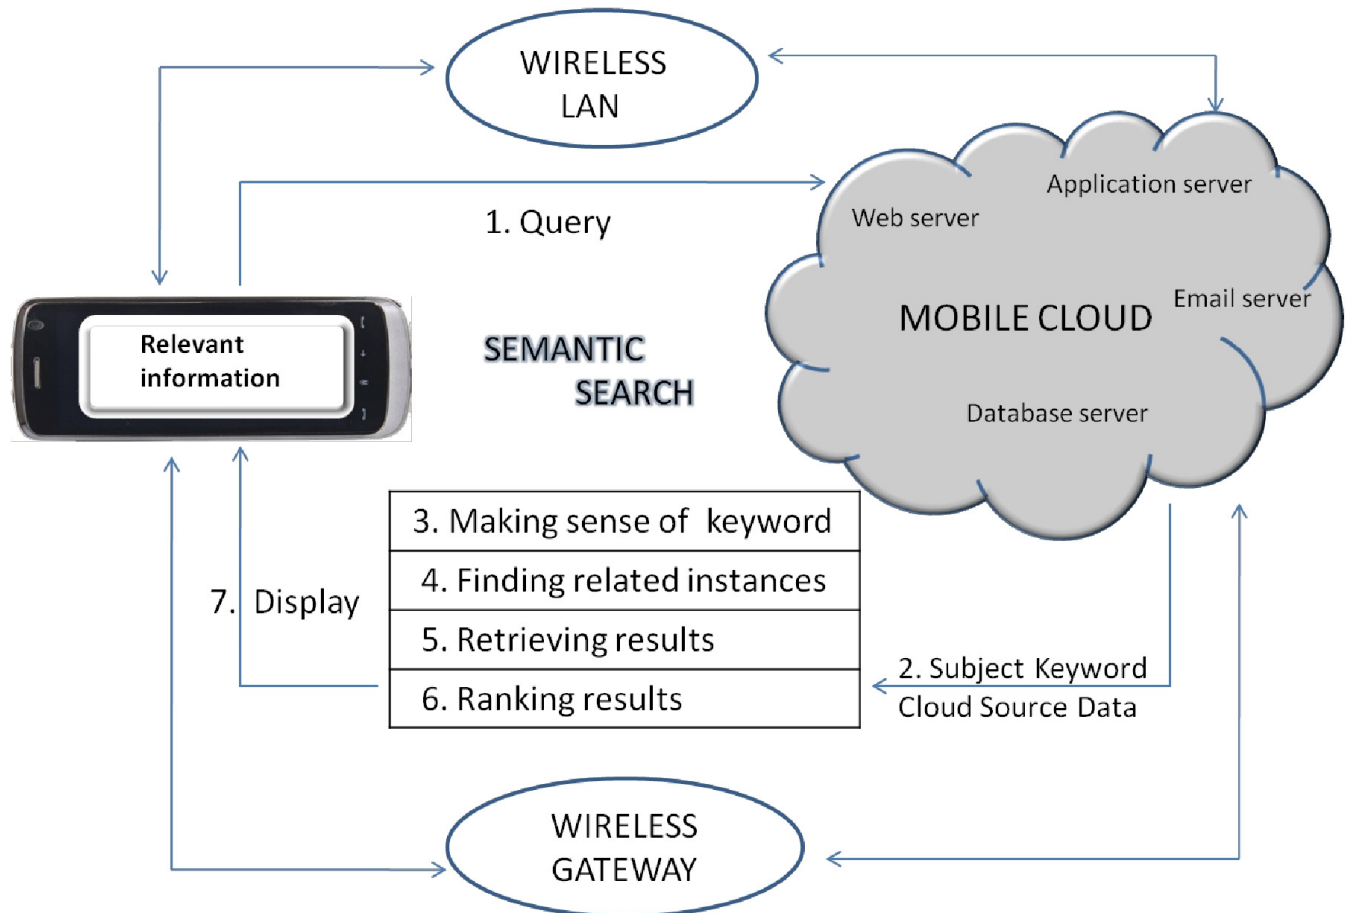 WIRELESS
LAN
Application server
Web server
1. Query
Email server
MOBILE CLOUD
Relevant
information
SEMANTIC
SEARCH
Database server
3. Making sense of keyword
4. Finding related instances
7. Display
5. Retrieving results
2. Subject Keyword
Cloud Source Data
6. Ranking results
WIRELESS
GATEWAY